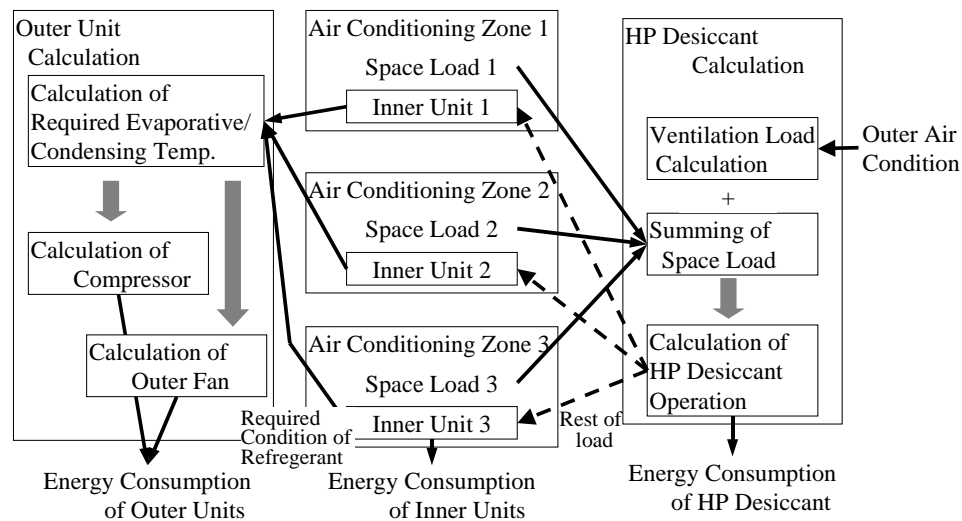 Outer Unit
Calculation
Calculation of
Required Evaporative/
Condensing Temp.
Calculation of
Compressor
Calculation of
Outer Fan
Energy Consumption
of Outer Units
Air Conditioning Zone 1
Space Load 1
Inner Unit 1
Air Conditioning Zone 2
Space Load 2
Inner Unit 2
Air Conditioning Zone 3
Space Load 3
Inner Unit 3
Required
Condition of
Refregerant
Rest of
load
Energy Consumption
of Inner Units
HP Desiccant
Calculation
Ventilation Load
Calculation
Outer Air
Condition
+
Summing of
Space Load
Calculation of
HP Desiccant
Operation
Energy Consumption
of HP Desiccant